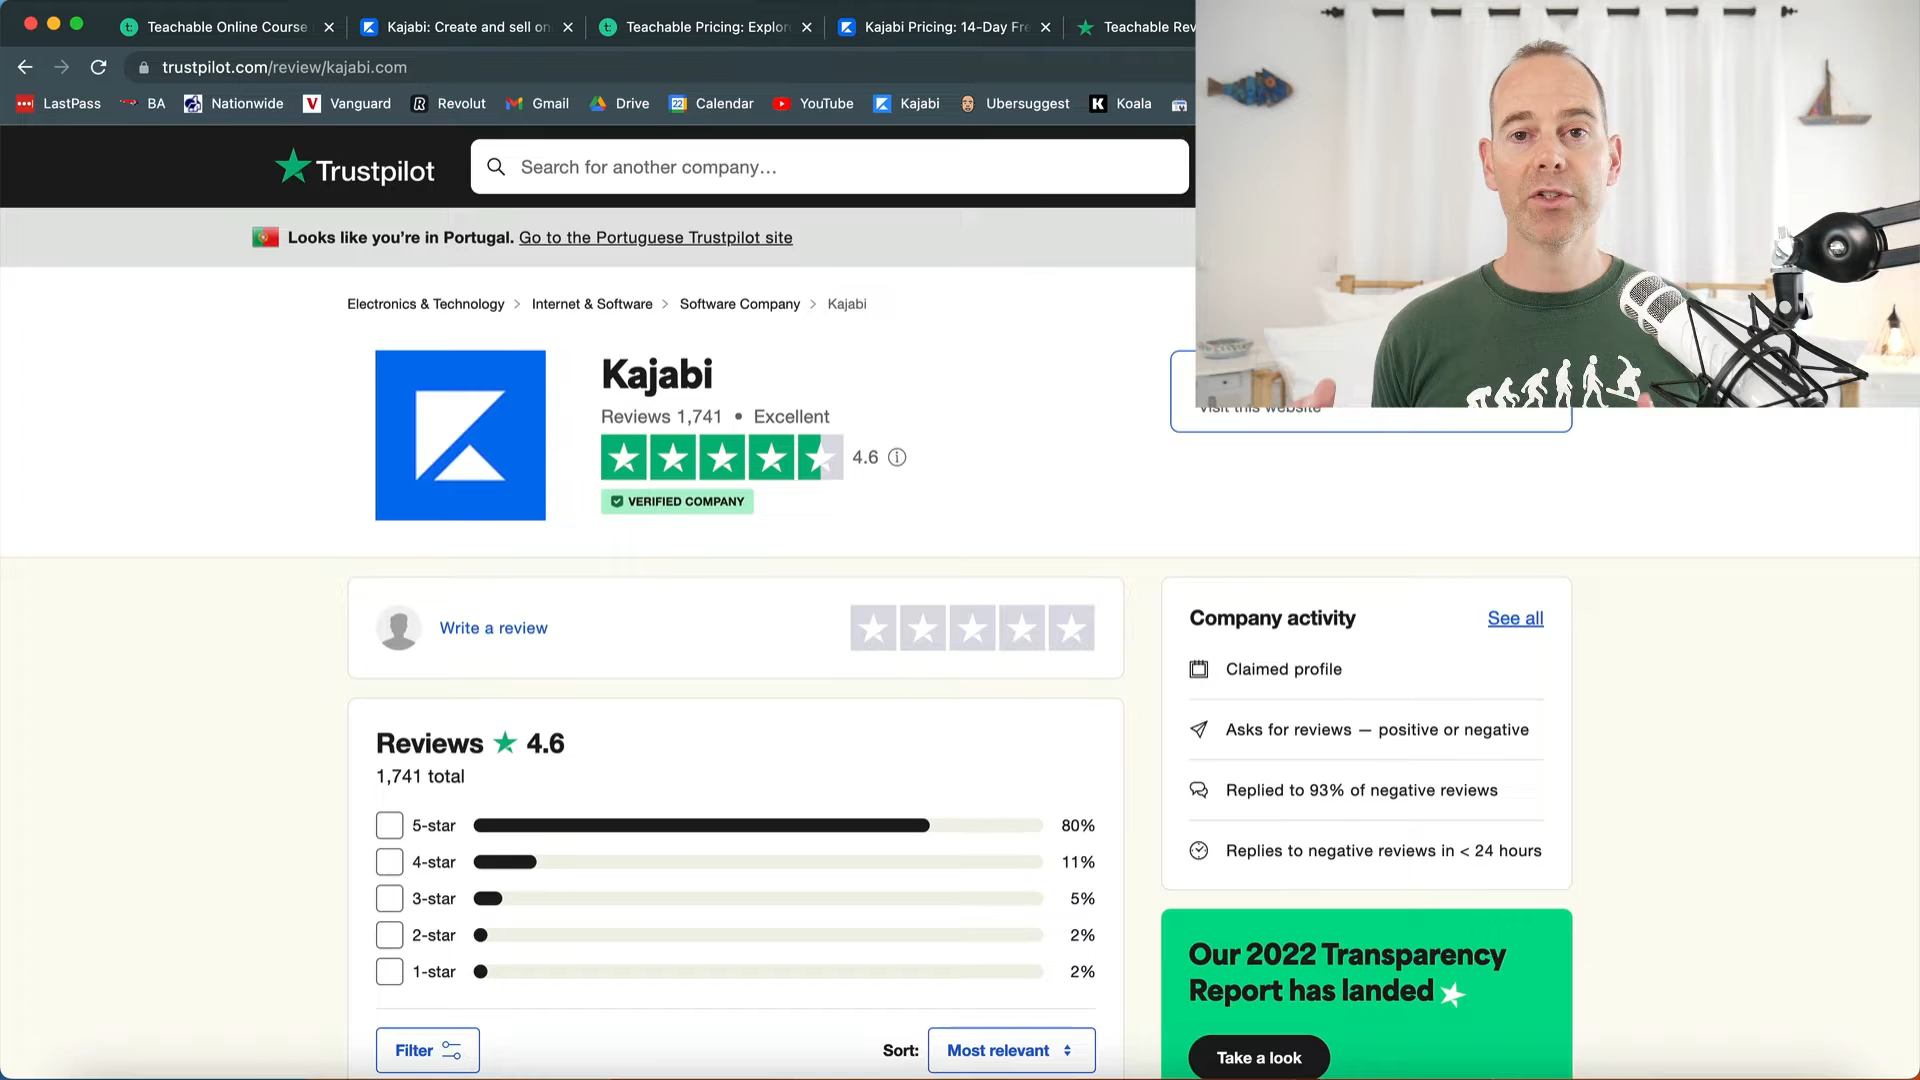 Teachable Online Course
Kajabi: Create and sell on
Teachable Pricing: Explor
Kajabi Pricing: 14-Day Fre
Teachable Rev
trustpilot.com/review/kajabi.com
LastPass
BA
Nationwide
Vanguard
Revolut
Gmail
Drive
22
Calendar
YouTube
Kajabi
Ubersuggest
K
Koala
Trustpilot
Search for another company...
Looks like you're in Portugal. Go to the Portuguese Trustpilot site
Electronics & Technology > Internet & Software > Software Company > Kajabi
Kajabi
Reviews 1,741 • Excellent
4.6
VERIFIED COMPANY
Visit this website
Write a review
Reviews ★ 4.6
1,741 total
5-star 80%
4-star 11%
3-star 5%
2-star 2%
1-star 2%
Filter
Sort: Most relevant
Company activity See all
Claimed profile
Asks for reviews — positive or negative
Replied to 93% of negative reviews
Replies to negative reviews in < 24 hours
Our 2022 Transparency
Report has landed
Take a look